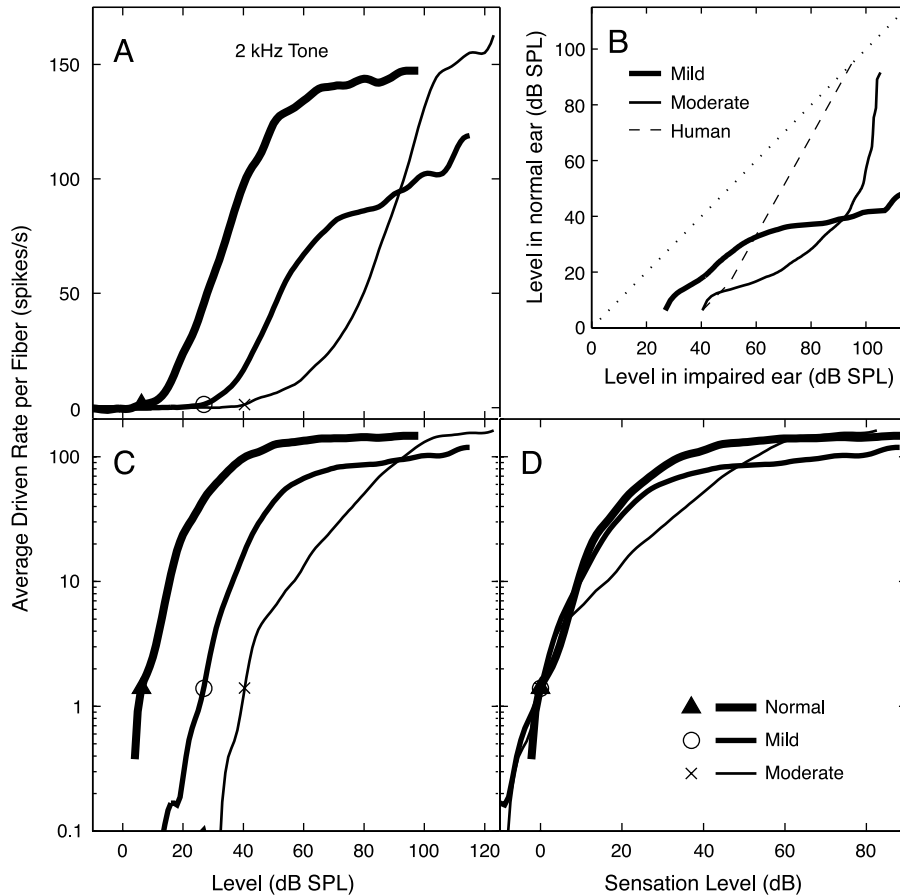 A
2 kHz Tone
150
100
50
0
Average Driven Rate per Fiber (spikes/s)
B
Mild
Moderate
Human
100
80
60
40
20
0
Level in normal ear (dB SPL)
0 20 40 60 80 100
Level in impaired ear (dB SPL)
C
100
10
1
0.1
0 20 40 60 80 100 120
Level (dB SPL)
D
Normal
Mild
Moderate
0 20 40 60 80
Sensation Level (dB)